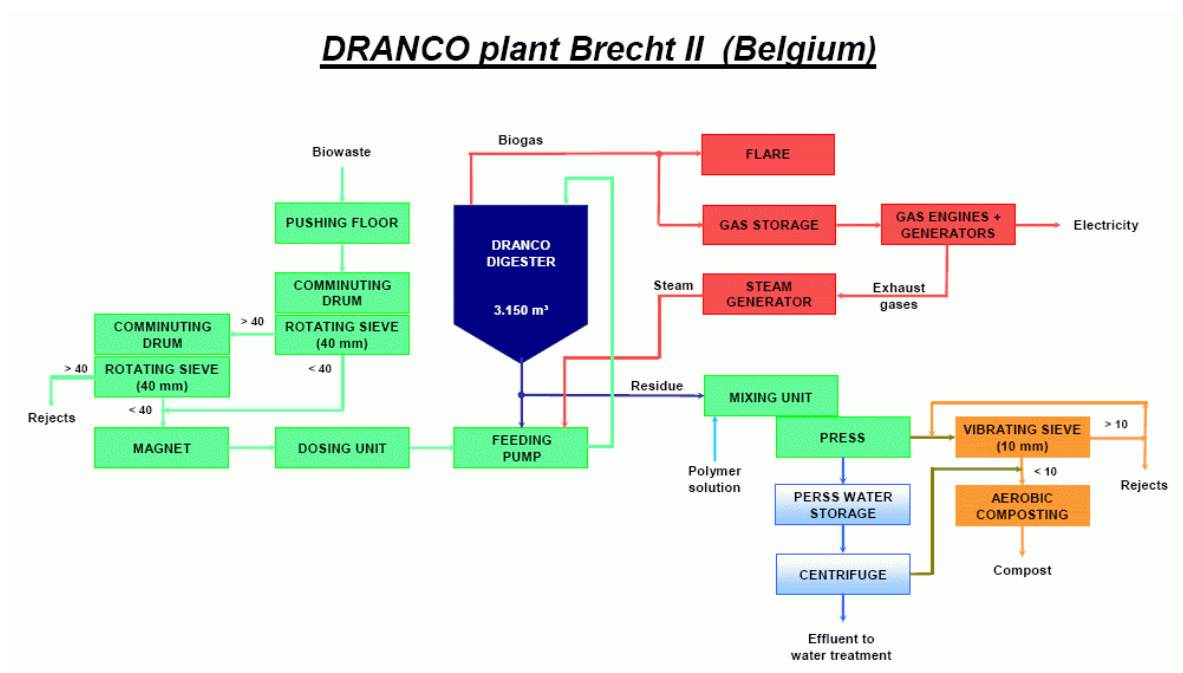 DRANCO plant Brecht II (Belgium)
Biogas
Biowaste
FLARE
PUSHING FLOOR
GAS STORAGE
GAS ENGINES +
GENERATORS
Electricity
DRANCO
DIGESTER
3.150 m³
COMMINUTING
DRUM
Steam
STEAM
GENERATOR
Exhaust
gases
> 40
ROTATING SIEVE
(40 mm)
< 40
COMMINUTING
DRUM
> 40
ROTATING SIEVE
(40 mm)
< 40
Rejects
Residue
MIXING UNIT
MAGNET
DOSING UNIT
FEEDING
PUMP
PRESS
VIBRATING SIEVE
(10 mm)
> 10
< 10
Rejects
Polymer
solution
PERSS WATER
STORAGE
AEROBIC
COMPOSTING
CENTRIFUGE
Compost
Effluent to
water treatment